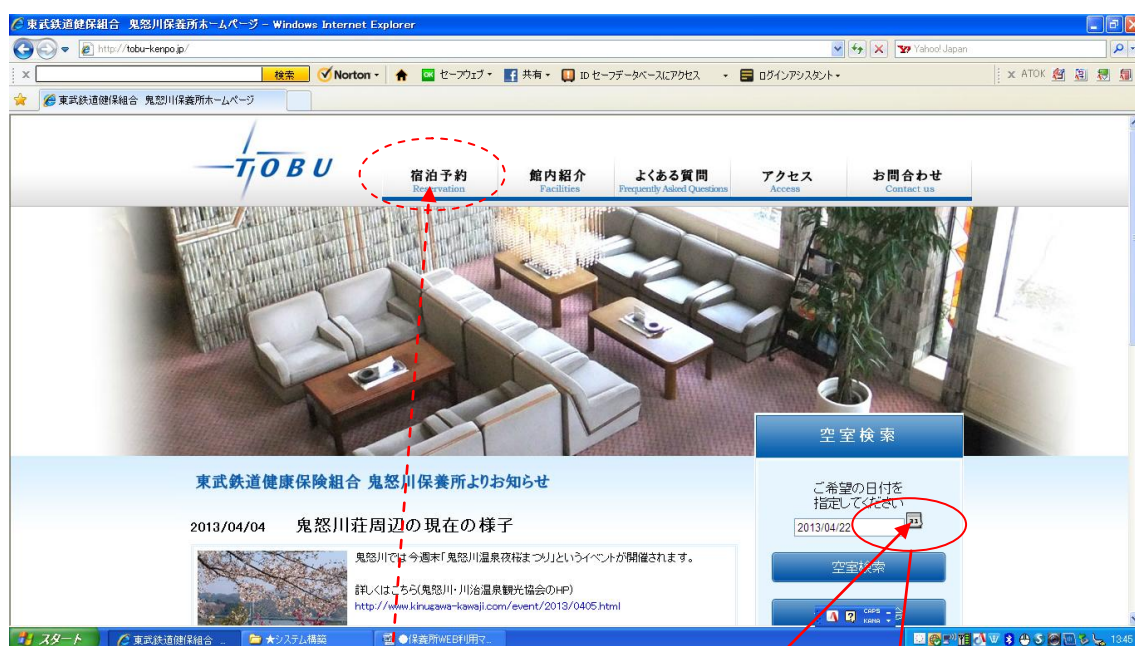 東武鉄道健保組合 鬼怒川保養所ホームページ - Windows Internet Explorer
http://tobu-kenpo.jp/
Yahoo! Japan
検索 Norton セーフウェブ 共有 ID セーフデータベースにアクセス ログインアシスタント x ATOK
東武鉄道健保組合 鬼怒川保養所ホームページ
TOBU
宿泊予約 館内紹介 よくある質問 アクセス お問合わせ
Reservation Facilities Frequently Asked Questions Access Contact us
空室検索
東武鉄道健康保険組合 鬼怒川保養所よりお知らせ
ご希望の日付を
指定してください
2013/04/04 鬼怒川荘周辺の現在の様子
2013/04/22
鬼怒川では今週末「鬼怒川温泉夜桜まつり」というイベントが開催されます。
空室検索
詳しくはこちら(鬼怒川・川治温泉観光協会のHP)
http://www.kinugawa-kawaji.com/event/2013/0405.html
CAPS
KANA
スタート 東武鉄道健保組合 ... ★システム構築 ●保養所WEB利用マ... 13:45